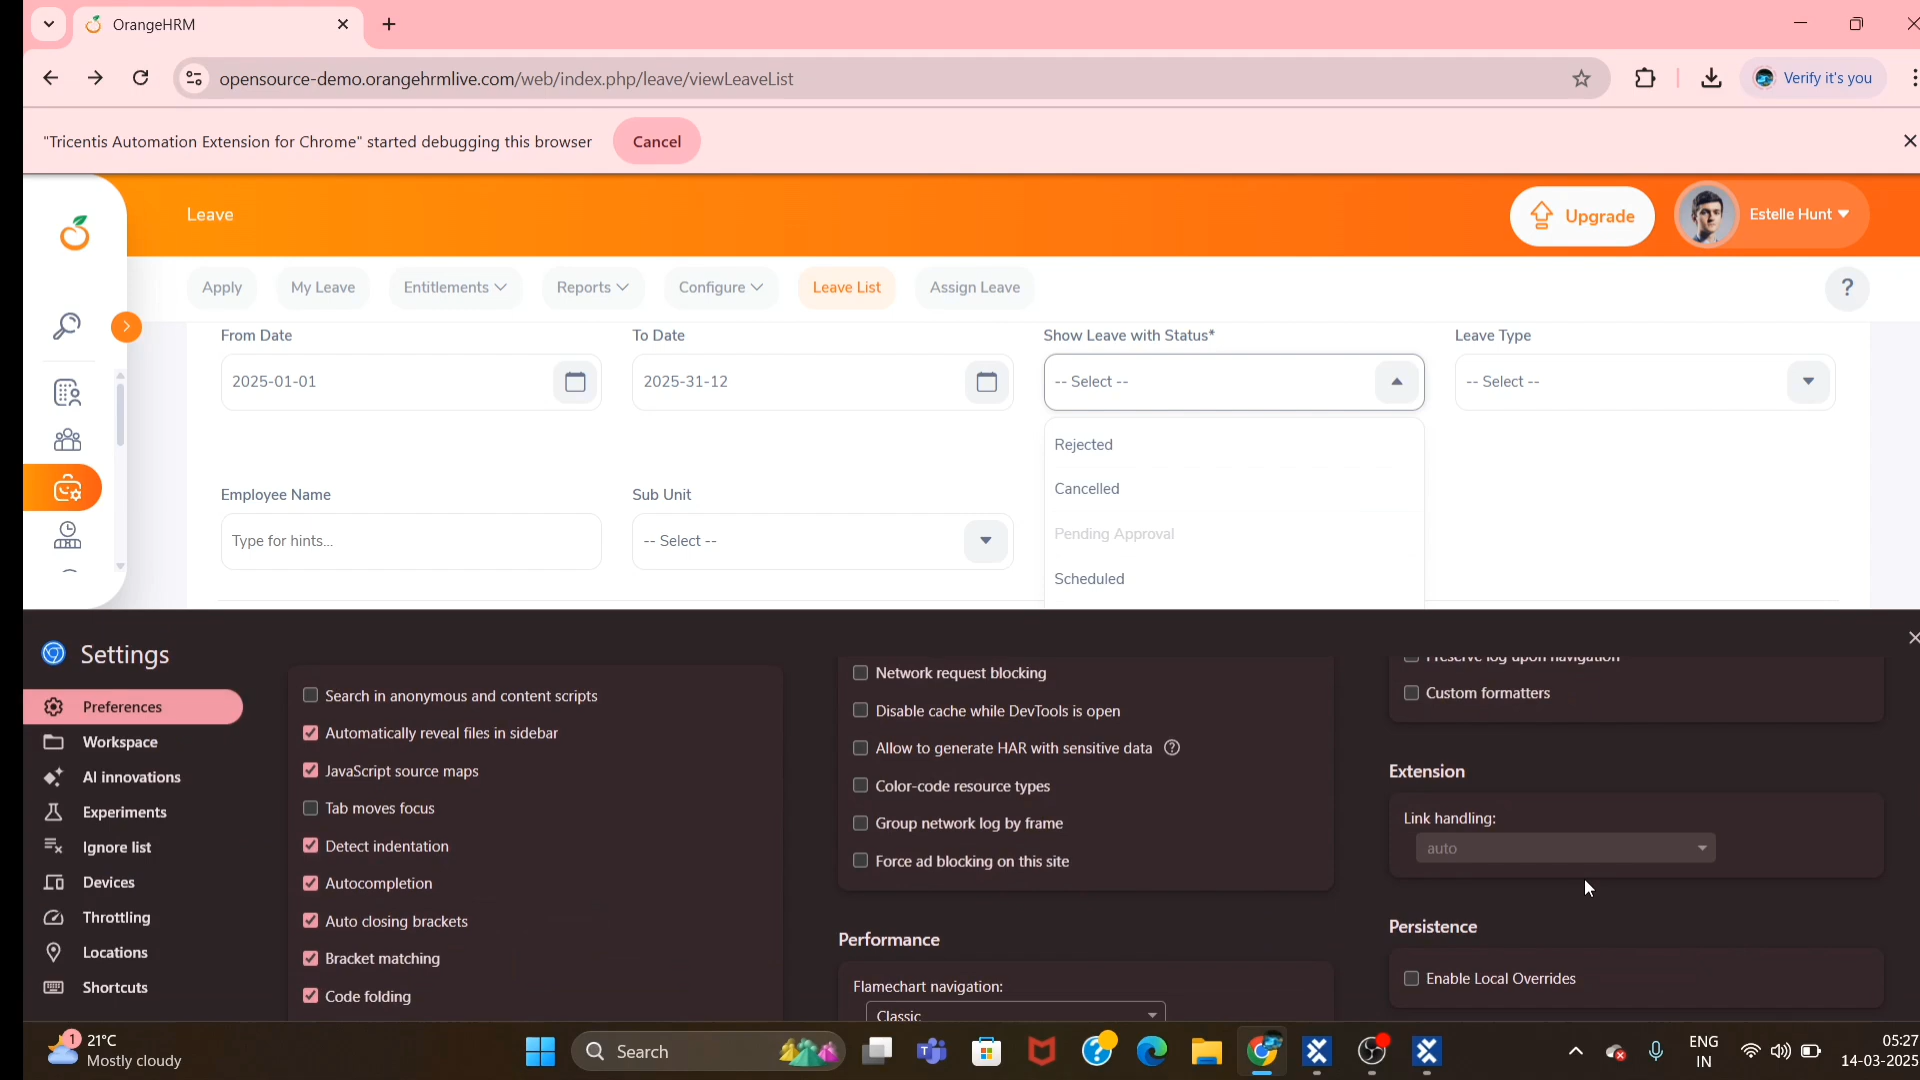 OrangeHRM
opensource-demo.orangehrmlive.com/web/index.php/leave/viewLeaveList
Verify it's you
"Tricentis Automation Extension for Chrome" started debugging this browser
Cancel
Leave
Upgrade
Estelle Hunt
Apply
My Leave
Entitlements
Reports
Configure
Leave List
Assign Leave
?
From Date
To Date
Show Leave with Status*
Leave Type
2025-01-01
2025-31-12
-- Select --
-- Select --
Rejected
Cancelled
Pending Approval
Scheduled
Employee Name
Sub Unit
Type for hints...
-- Select --
Settings
Preferences
Workspace
AI innovations
Experiments
Ignore list
Devices
Throttling
Locations
Shortcuts
Search in anonymous and content scripts
Automatically reveal files in sidebar
JavaScript source maps
Tab moves focus
Detect indentation
Autocompletion
Auto closing brackets
Bracket matching
Code folding
Network request blocking
Disable cache while DevTools is open
Allow to generate HAR with sensitive data
Color-code resource types
Group network log by frame
Force ad blocking on this site
Performance
Flamechart navigation:
Classic
Preserve log upon navigation
Custom formatters
Extension
Link handling:
auto
Persistence
Enable Local Overrides
1
21°C
Mostly cloudy
Search
ENG
IN
05:27
14-03-2025